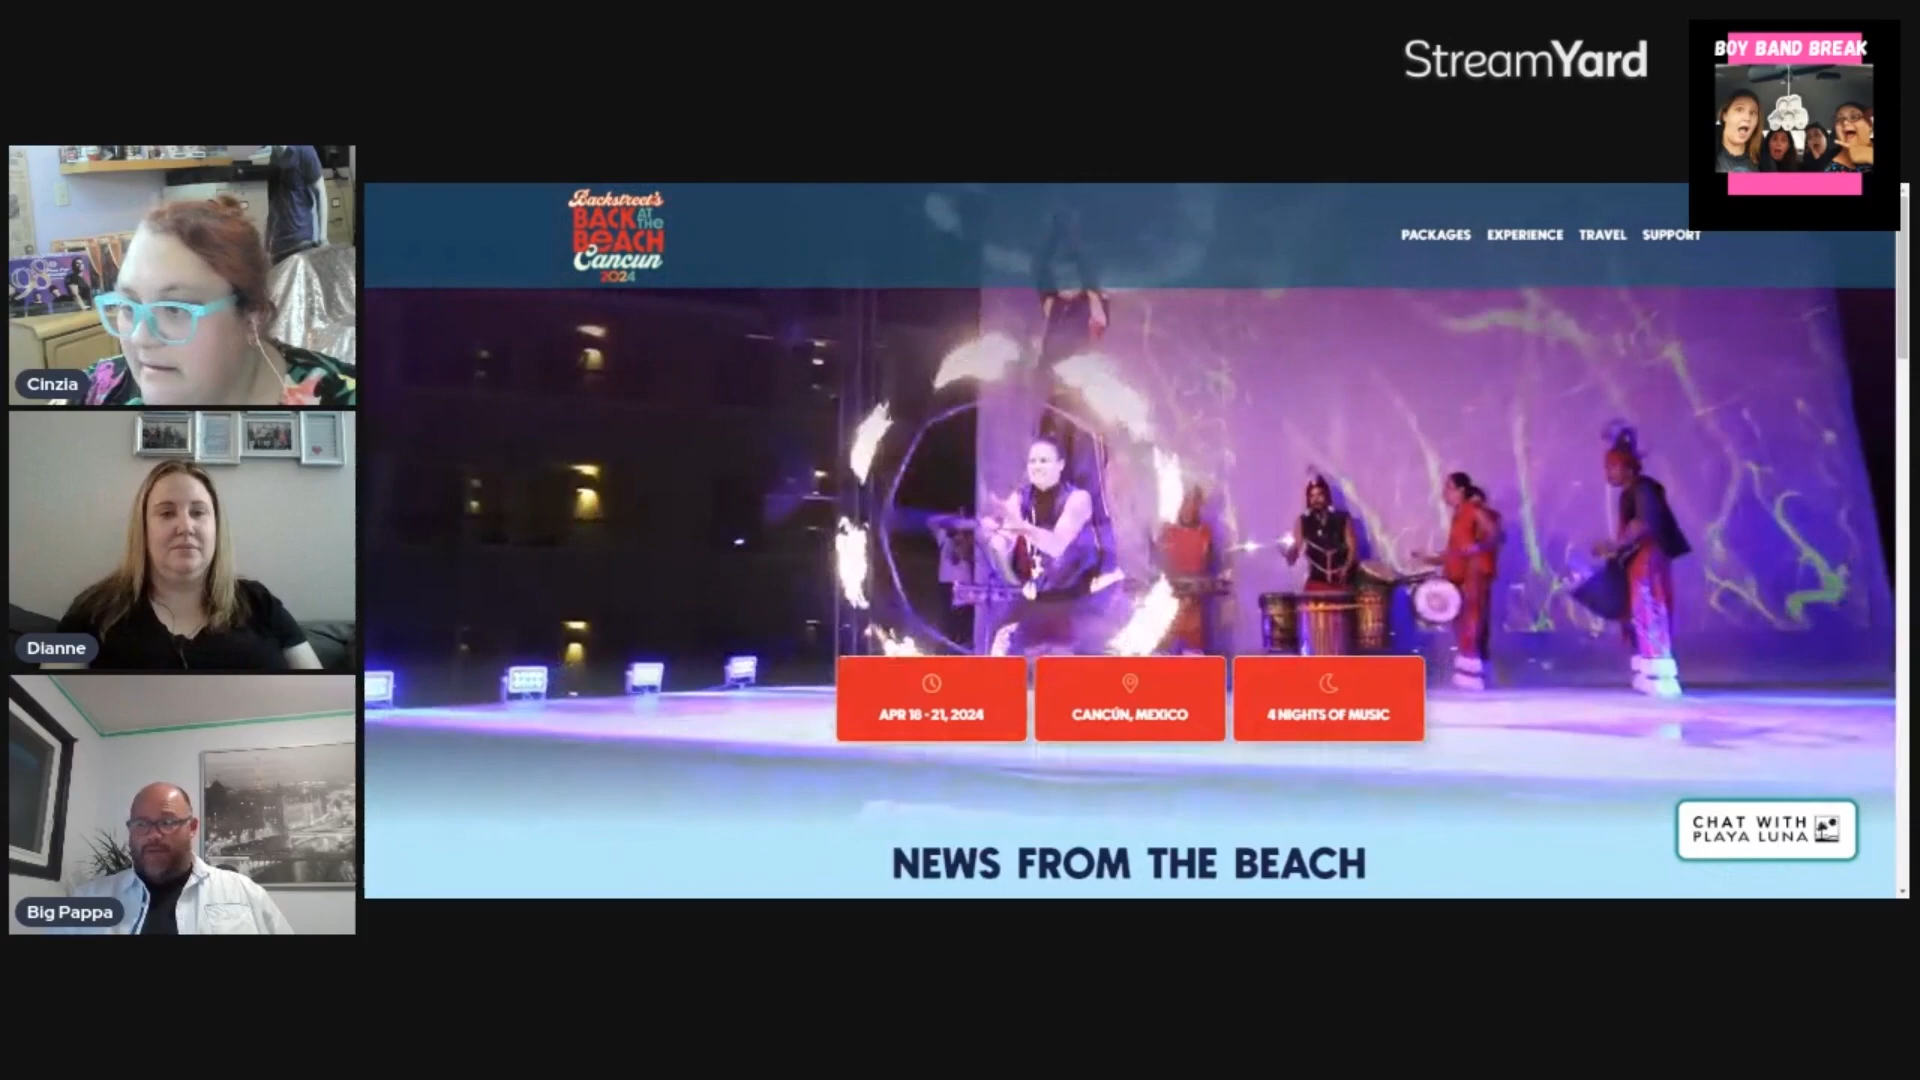 StreamYard
BOY BAND BREAK
Backstreet's
BACK AT THE
BEACH
Cancun
2024
PACKAGES EXPERIENCE TRAVEL SUPPORT
98
Cinzia
Dianne
Big Pappa
APR 18 - 21, 2024
CANCÚN, MEXICO
4 NIGHTS OF MUSIC
CHAT WITH
PLAYA LUNA
NEWS FROM THE BEACH